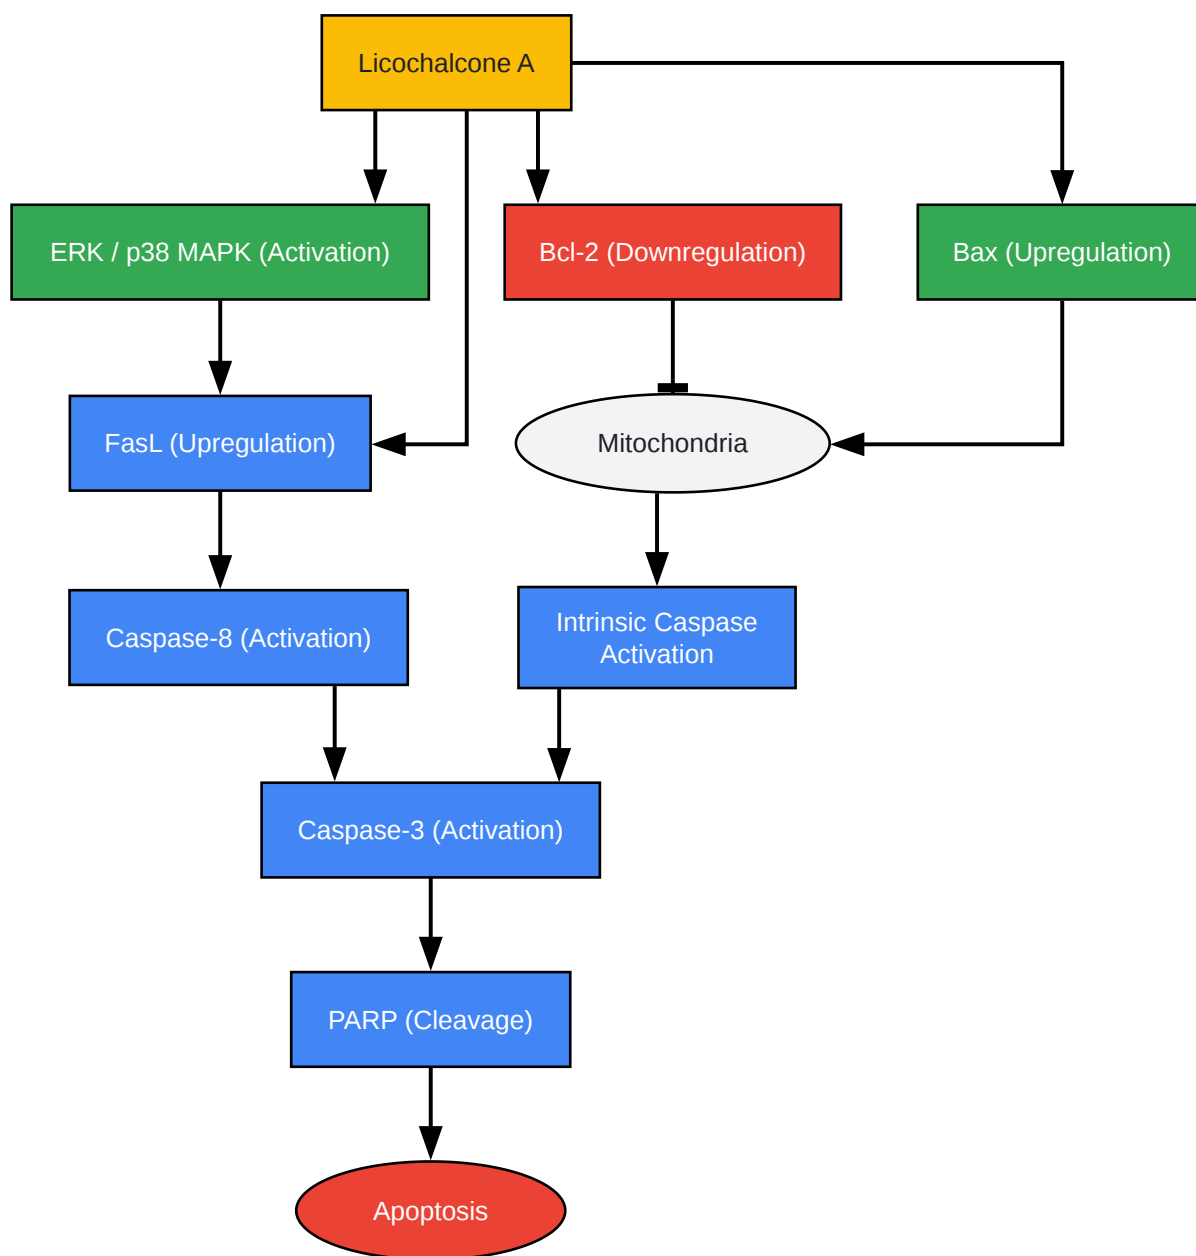 Licochalcone A
ERK / p38 MAPK (Activation)
Bcl-2 (Downregulation)
Bax (Upregulation)
FasL (Upregulation)
Mitochondria
Caspase-8 (Activation)
Intrinsic Caspase
Activation
Caspase-3 (Activation)
PARP (Cleavage)
Apoptosis